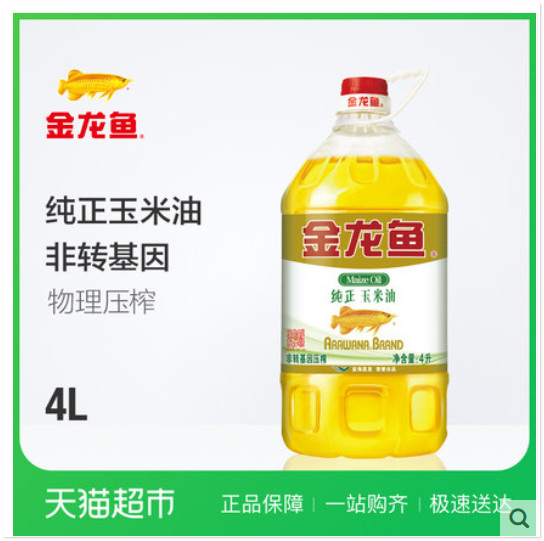 金龙鱼
纯正玉米油
非转基因
物理压榨
4L
金龙鱼
金龙鱼
Maize Oil
纯正玉米油
ARAWANA BRAND
非转基因压榨
净含量:4升
天猫超市
正品保障 | 一站购齐 | 极速送达